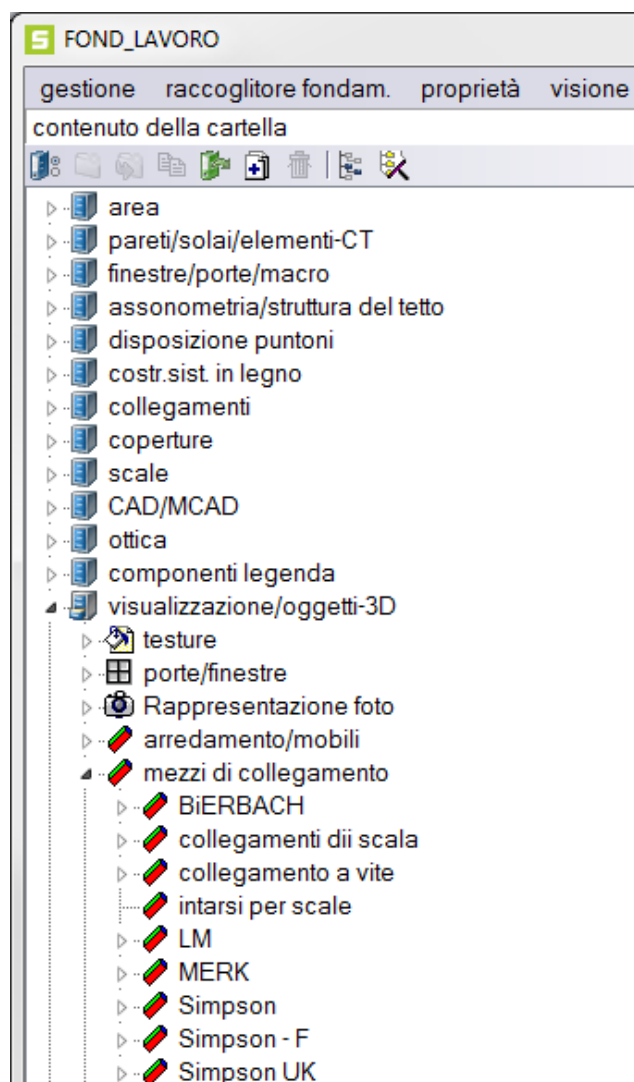 S FOND_LAVORO
gestione raccoglitore fondam. proprietà visione
contenuto della cartella
area
pareti/solai/elementi-CT
finestre/porte/macro
assonometria/struttura del tetto
disposizione puntoni
costr.sist. in legno
collegamenti
coperture
scale
CAD/MCAD
ottica
componenti legenda
visualizzazione/oggetti-3D
testure
porte/finestre
Rappresentazione foto
arredamento/mobili
mezzi di collegamento
BiERBACH
collegamenti dii scala
collegamento a vite
intarsi per scale
LM
MERK
Simpson
Simpson - F
Simpson UK